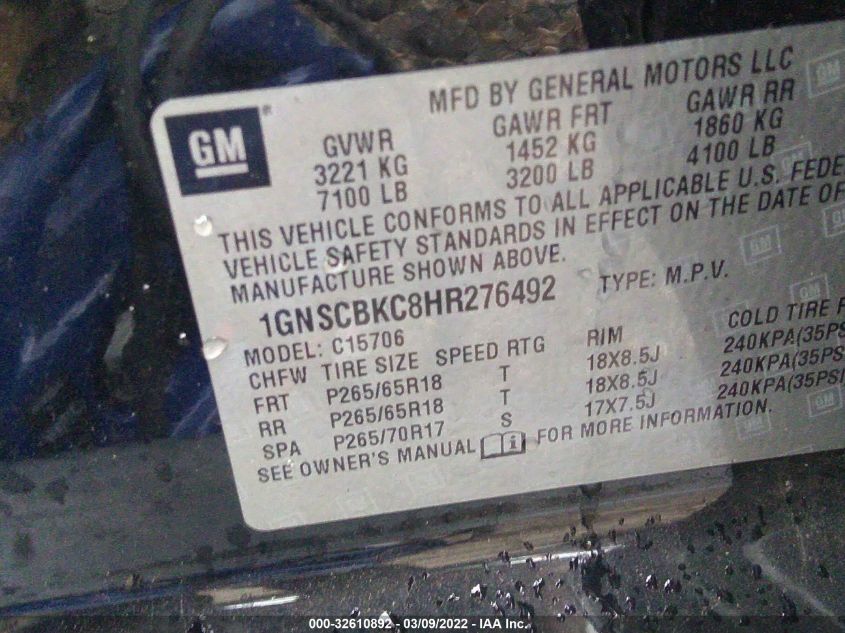 MFD BY GENERAL MOTORS LLC
GM®
GVWR GAWR FRT GAWR RR
3221 KG 1452 KG 1860 KG
7100 LB 3200 LB 4100 LB
THIS VEHICLE CONFORMS TO ALL APPLICABLE U.S.
VEHICLE SAFETY STANDARDS IN EFFECT ON THE DATE OF
MANUFACTURE SHOWN ABOVE.
1GNSCBKC8HR276492 TYPE: M.P.V.
MODEL: C15706
CHFW TIRE SIZE SPEED RTG RIM COLD TIRE
FRT P265/65R18 T 18X8.5J 240KPA(35PSI
RR P265/65R18 T 18X8.5J 240KPA(35PSI
SPA P265/70R17 S 17X7.5J 240KPA(35PSI
SEE OWNER'S MANUAL FOR MORE INFORMATION.
000-32610892 - 03/09/2022 - IAA Inc.